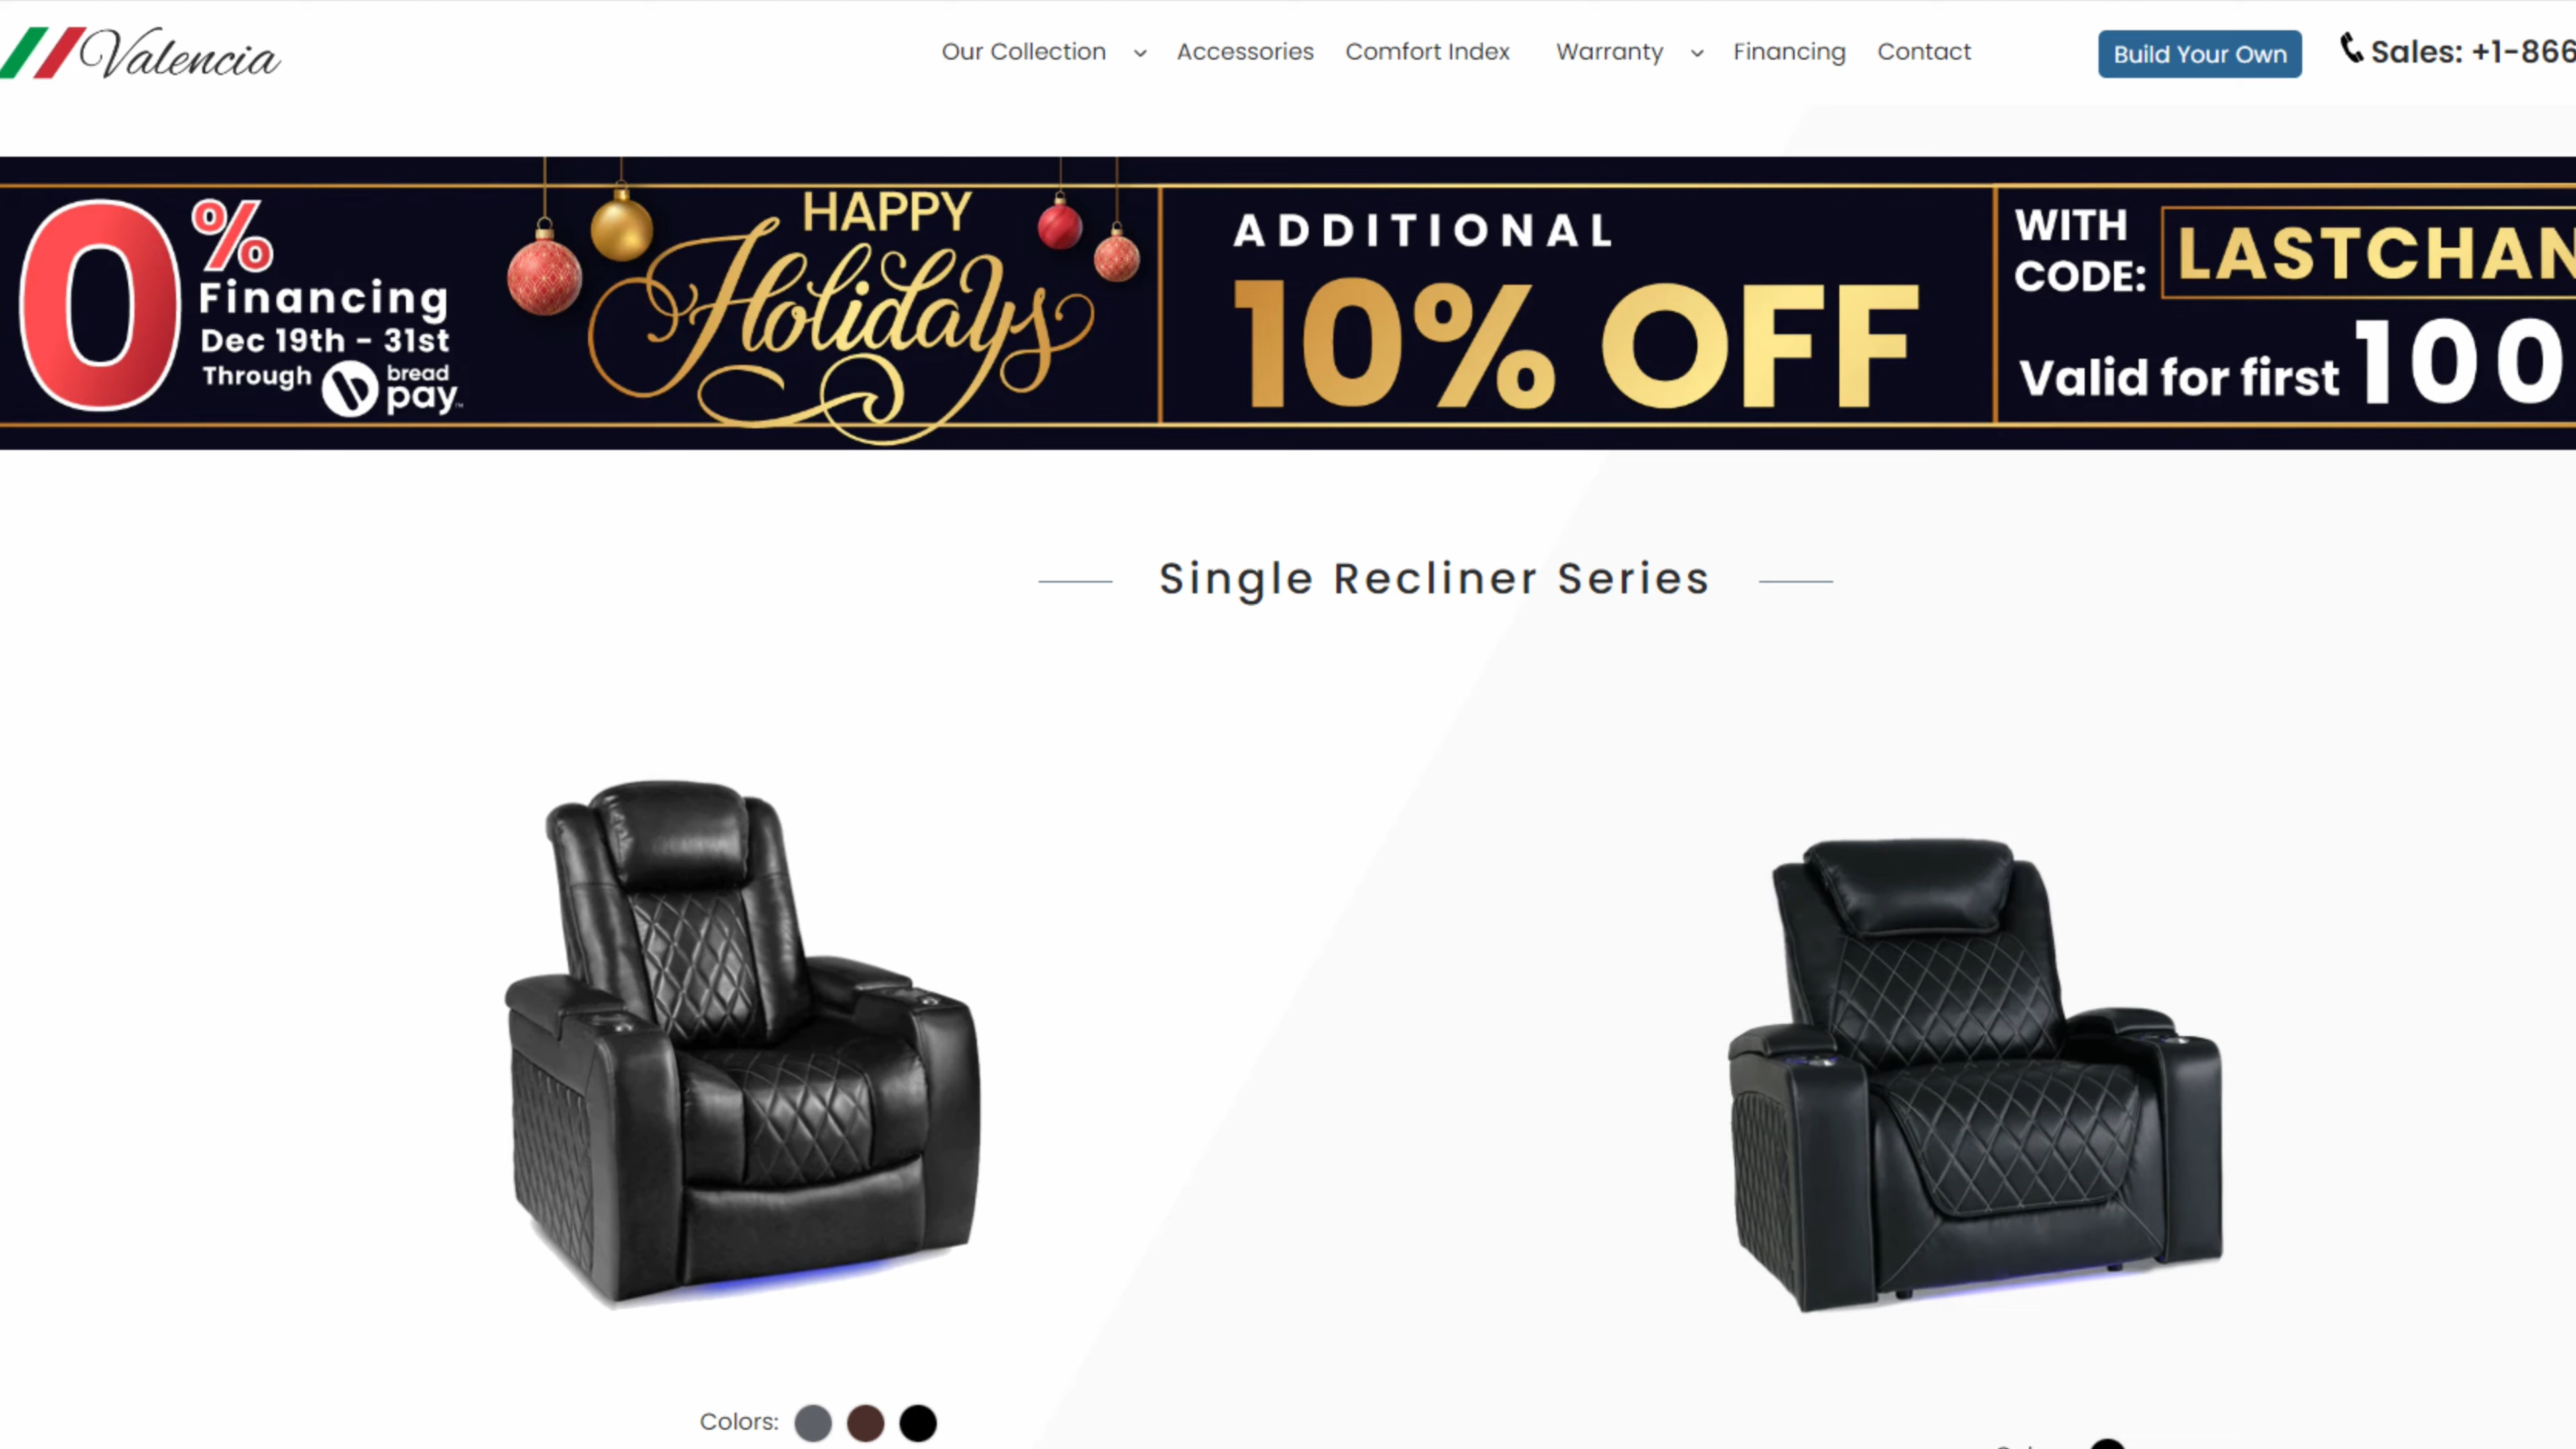 Valencia
Our Collection Accessories Comfort Index Warranty Financing Contact
Build Your Own
Sales: +1-866
0%
Financing
Dec 19th - 31st
Through bread pay™
HAPPY
Holidays
ADDITIONAL
10% OFF
WITH
CODE:
LASTCHAN
Valid for first 100
Single Recliner Series
Colors: